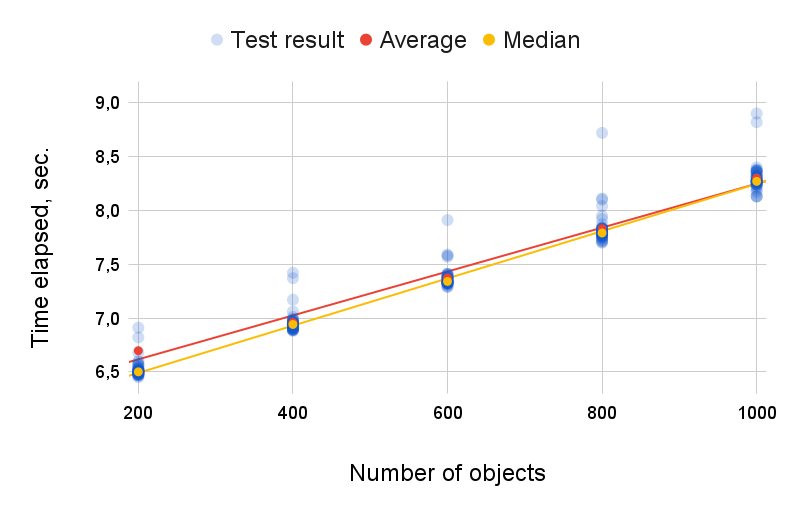 Test result Average Median
9,0
8,5
8,0
7,5
7,0
6,5
Time elapsed, sec.
200 400 600 800 1000
Number of objects